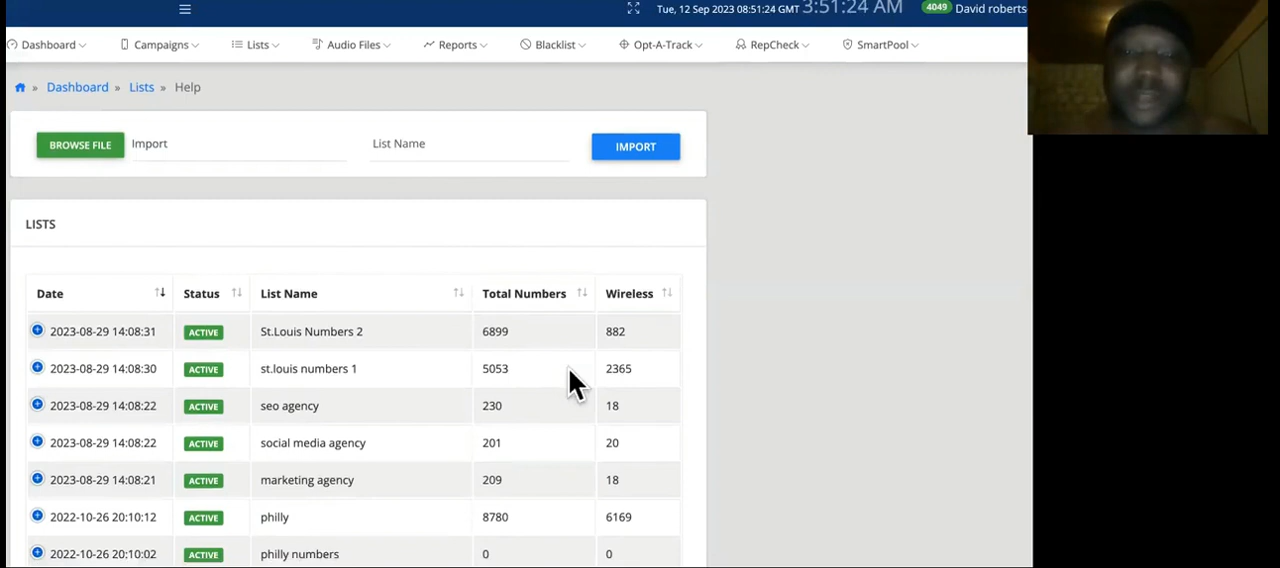 Tue, 12 Sep 2023 08:51:24 GMT 3:51:24 AM 4049 David roberts
Dashboard Campaigns Lists Audio Files Reports Blacklist Opt-A-Track RepCheck SmartPool
» Dashboard » Lists » Help
BROWSE FILE Import List Name IMPORT
LISTS
Date Status List Name Total Numbers Wireless
2023-08-29 14:08:31 ACTIVE St.Louis Numbers 2 6899 882
2023-08-29 14:08:30 ACTIVE st.louis numbers 1 5053 2365
2023-08-29 14:08:22 ACTIVE seo agency 230 18
2023-08-29 14:08:22 ACTIVE social media agency 201 20
2023-08-29 14:08:21 ACTIVE marketing agency 209 18
2022-10-26 20:10:12 ACTIVE philly 8780 6169
2022-10-26 20:10:02 ACTIVE philly numbers 0 0